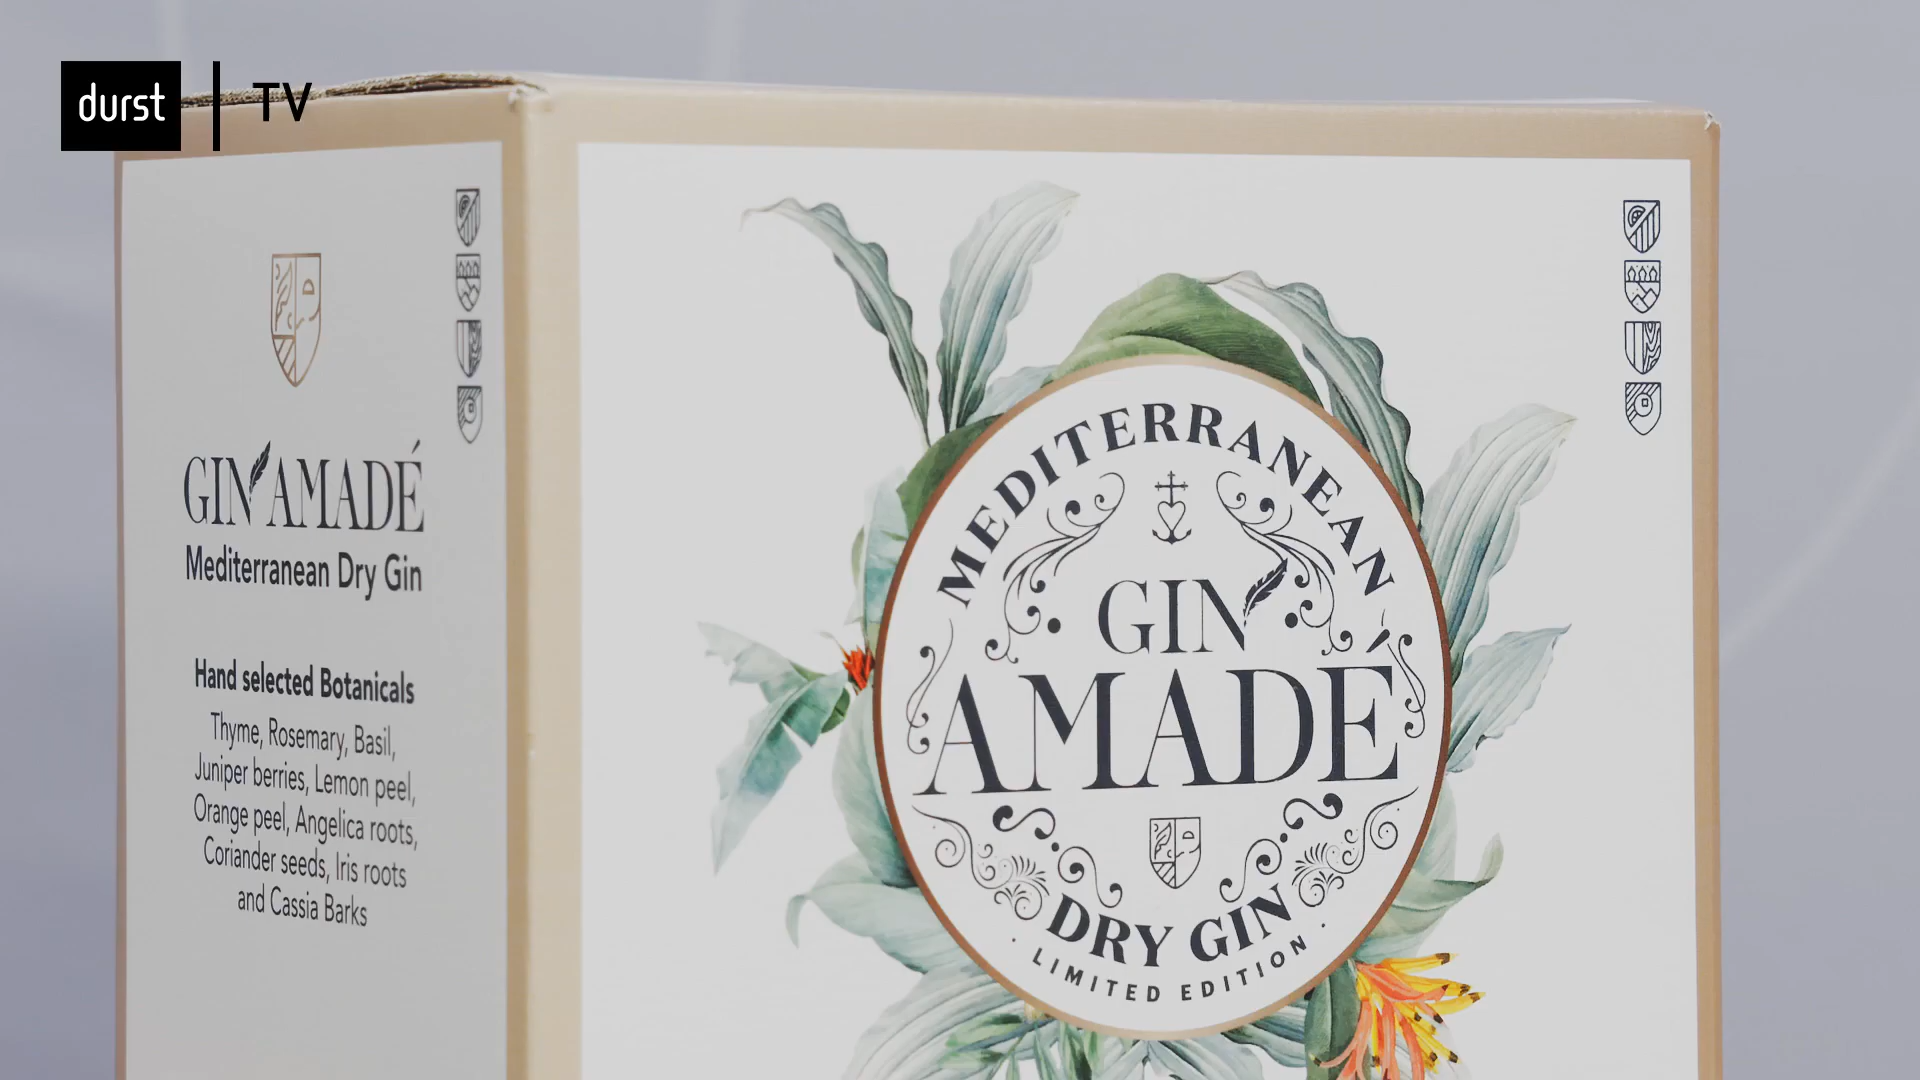 durst | TV
GIN AMADÉ
Mediterranean Dry Gin
Hand selected Botanicals
Thyme, Rosemary, Basil,
Juniper berries, Lemon peel,
Orange peel, Angelica roots,
Coriander seeds, Iris roots
and Cassia Barks
MEDITERRANEAN
GIN
AMADÉ
DRY GIN
· LIMITED EDITION ·